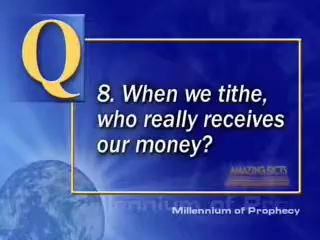 Q
8. When we tithe,
who really receives
our money?
AMAZING FACTS
Millennium of Prophecy